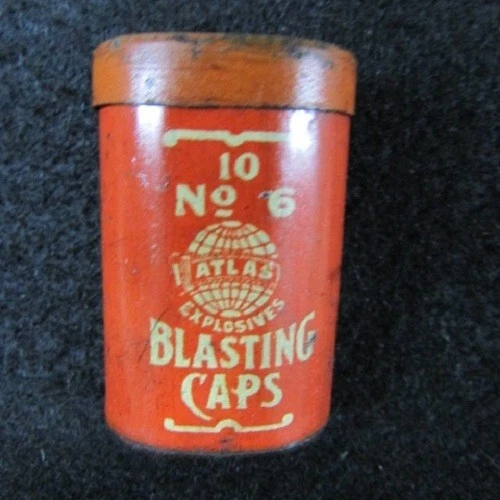 10
No 6
ATLAS
EXPLOSIVES
BLASTING
CAPS